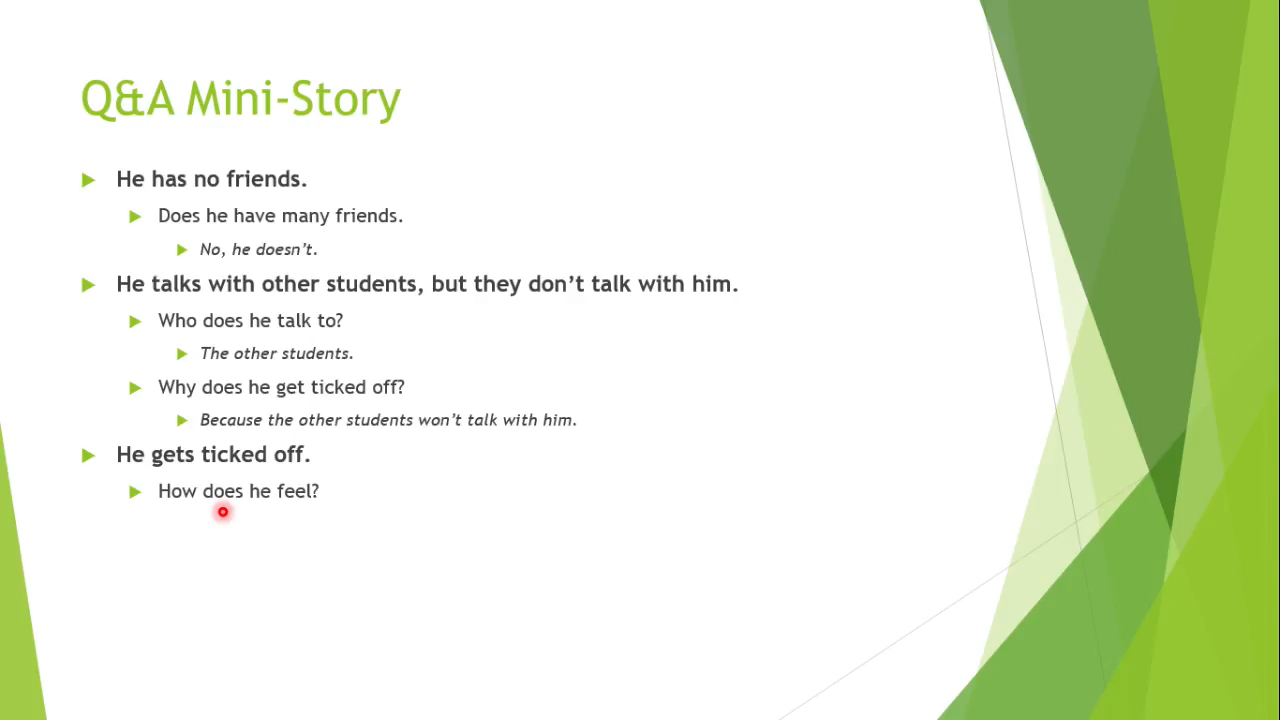 Q&A Mini-Story
He has no friends.
Does he have many friends.
No, he doesn't.
He talks with other students, but they don't talk with him.
Who does he talk to?
The other students.
Why does he get ticked off?
Because the other students won't talk with him.
He gets ticked off.
How does he feel?